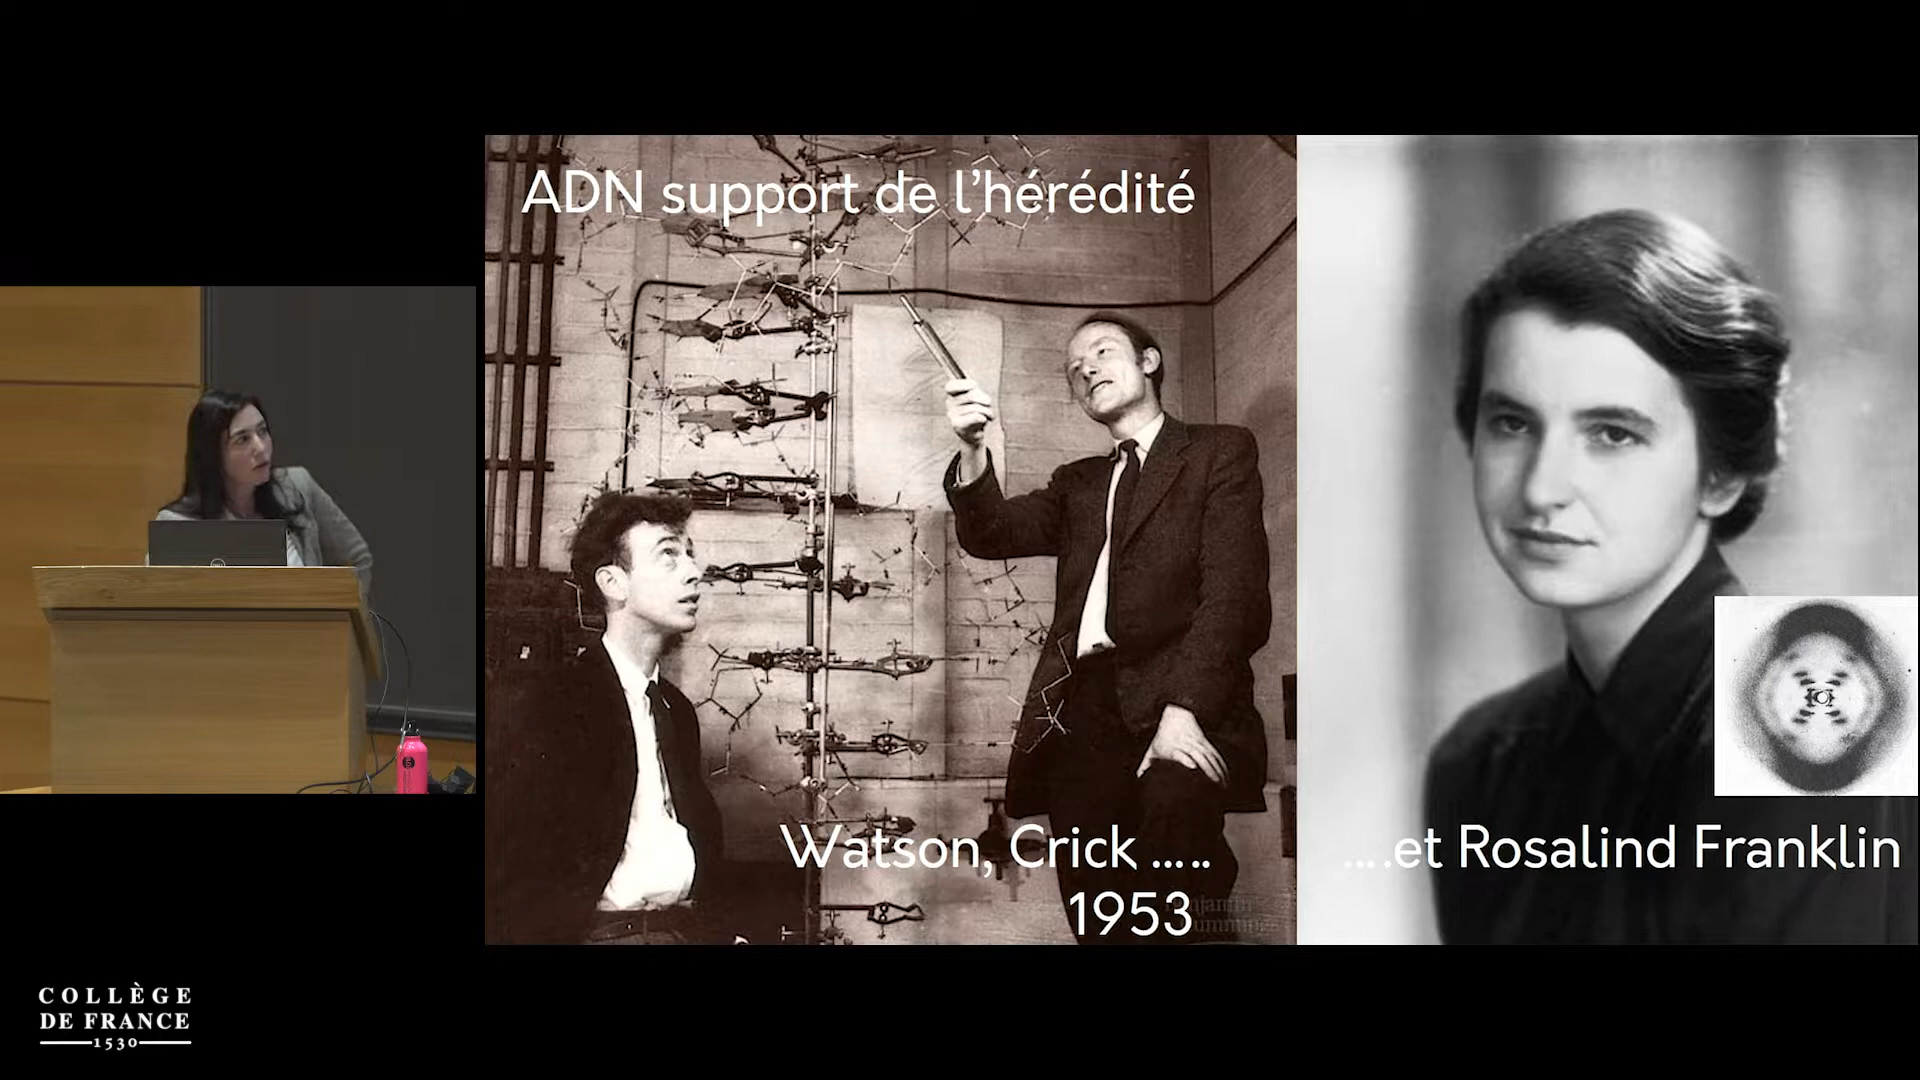 ADN support de l’hérédité
Watson, Crick …..
1953
….et Rosalind Franklin
COLLÈGE
DE FRANCE
1530